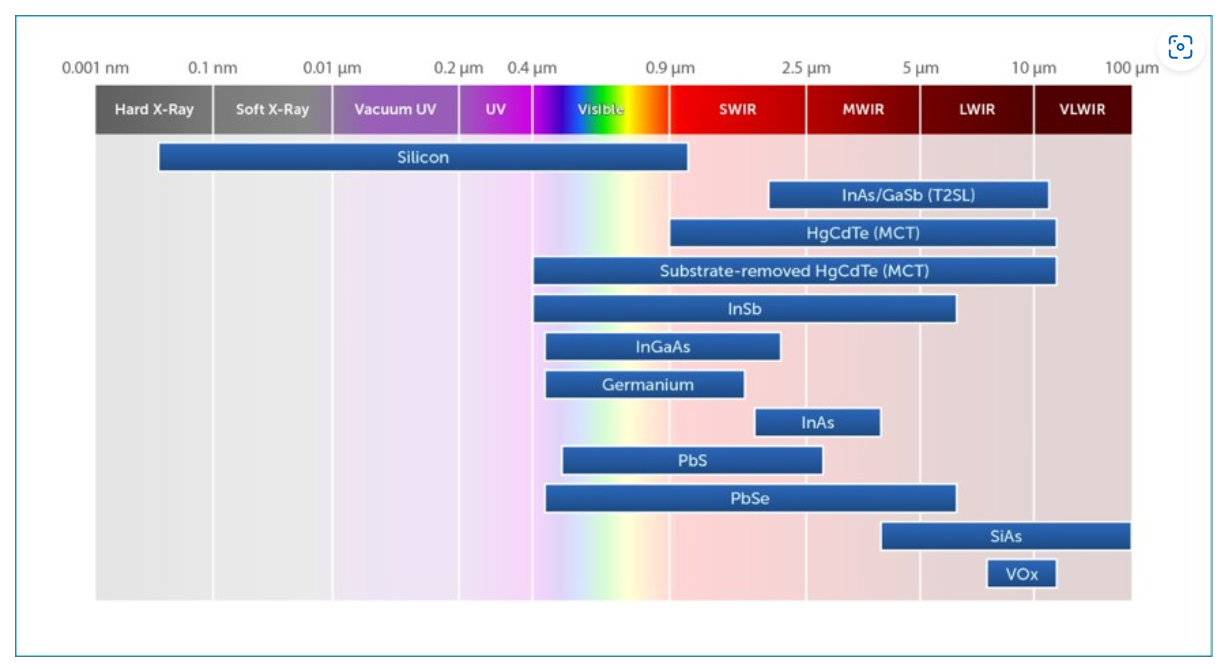 0.001 nm 0.1 nm 0.01 µm 0.2 µm 0.4 µm 0.9 µm 2.5 µm 5 µm 10 µm 100 µm
Hard X-Ray Soft X-Ray Vacuum UV UV Visible SWIR MWIR LWIR VLWIR
Silicon
InAs/GaSb (T2SL)
HgCdTe (MCT)
Substrate-removed HgCdTe (MCT)
InSb
InGaAs
Germanium
InAs
PbS
PbSe
SiAs
VOx